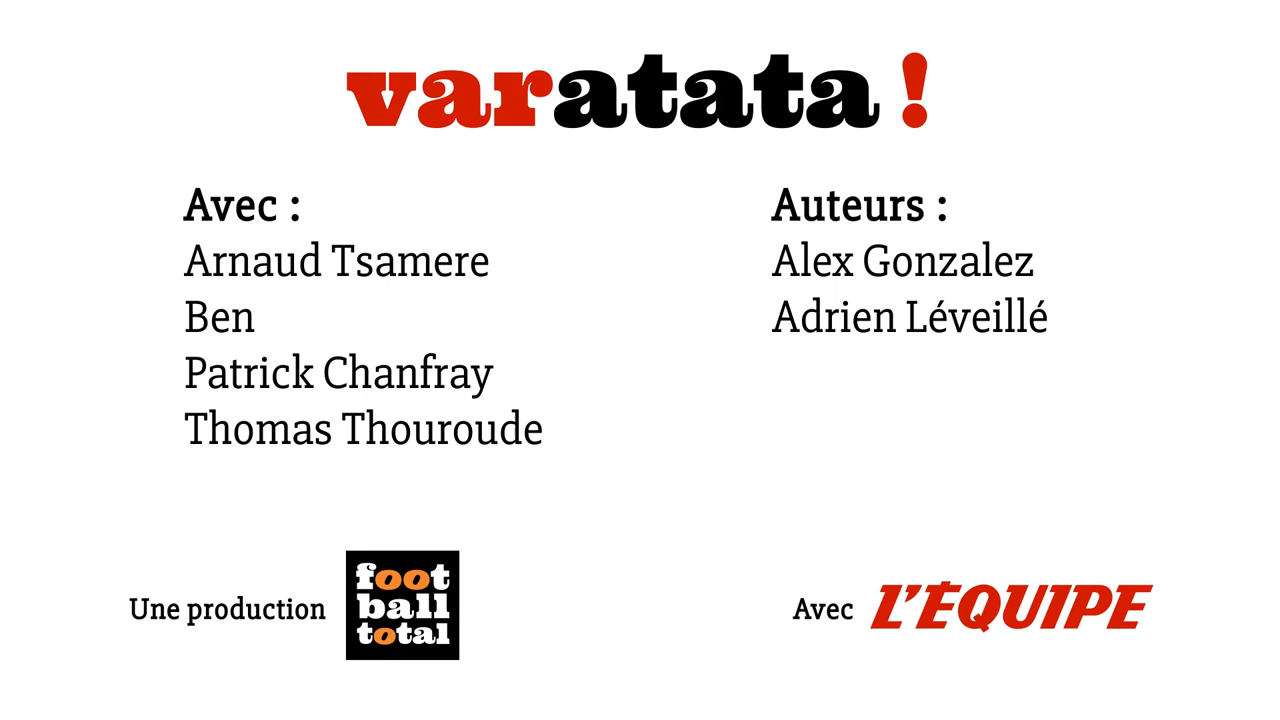 varatata !
Avec :
Arnaud Tsamere
Ben
Patrick Chanfray
Thomas Thouroude
Auteurs :
Alex Gonzalez
Adrien Léveillé
Une production
foot
ball
total
Avec L'ÉQUIPE